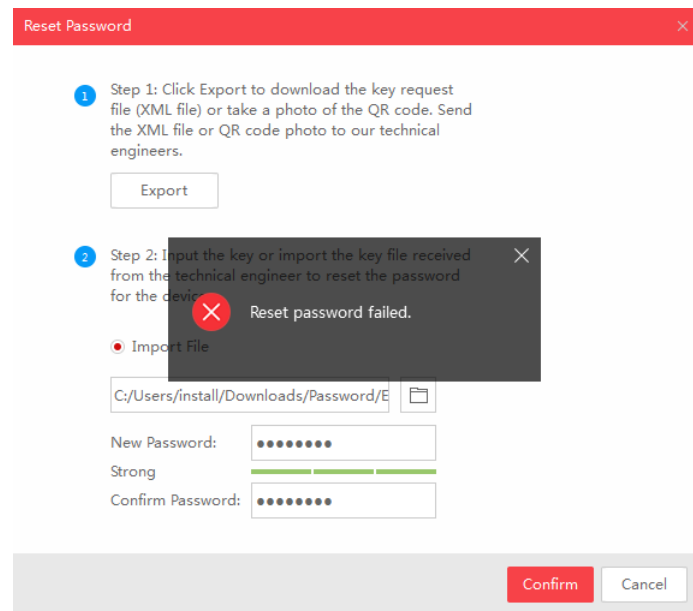 Reset Password
Step 1: Click Export to download the key request
file (XML file) or take a photo of the QR code. Send
the XML file or QR code photo to our technical
engineers.
1
Export
2
Step 2: Input the key or import the key file received
from the technical engineer to reset the password
for the device
Reset password failed.
Import File
C:/Users/install/Downloads/Password/E
New Password:
Strong
Confirm Password:
Confirm
Cancel